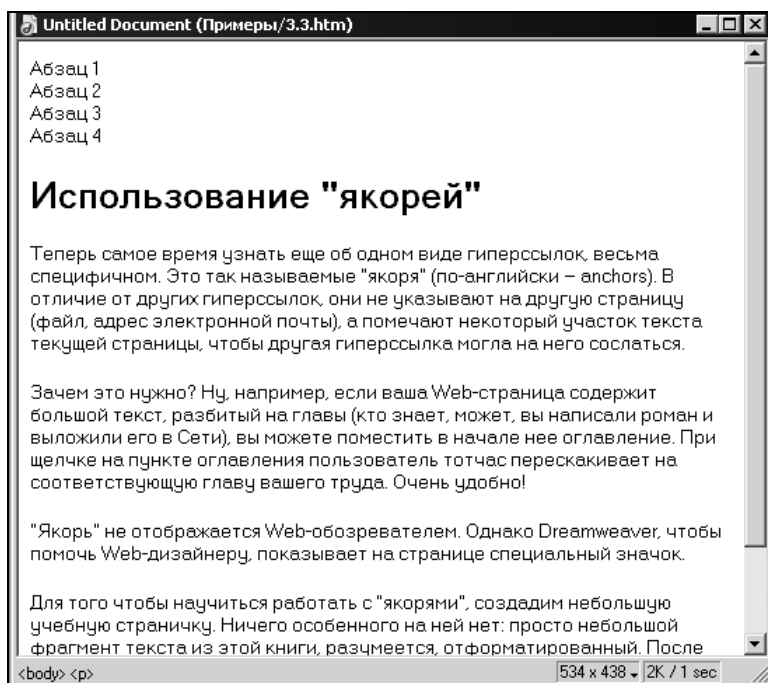 Untitled Document (Примеры/3.3.htm)
Абзац 1
Абзац 2
Абзац 3
Абзац 4
Использование "якорей"
Теперь самое время узнать еще об одном виде гиперссылок, весьма
специфичном. Это так называемые "якоря" (по-английски – anchors). В
отличие от других гиперссылок, они не указывают на другую страницу
(файл, адрес электронной почты), а помечают некоторый участок текста
текущей страницы, чтобы другая гиперссылка могла на него сослаться.
Зачем это нужно? Ну, например, если ваша Web-страница содержит
большой текст, разбитый на главы (кто знает, может, вы написали роман и
выложили его в Сети), вы можете поместить в начале нее оглавление. При
щелчке на пункте оглавления пользователь тотчас перескакивает на
соответствующую главу вашего труда. Очень удобно!
"Якорь" не отображается Web-обозревателем. Однако Dreamweaver, чтобы
помочь Web-дизайнеру, показывает на странице специальный значок.
Для того чтобы научиться работать с "якорями", создадим небольшую
учебную страничку. Ничего особенного на ней нет: просто небольшой
фрагмент текста из этой книги, разумеется, отформатированный. После
<body> <p> 534 x 438 2K / 1 sec